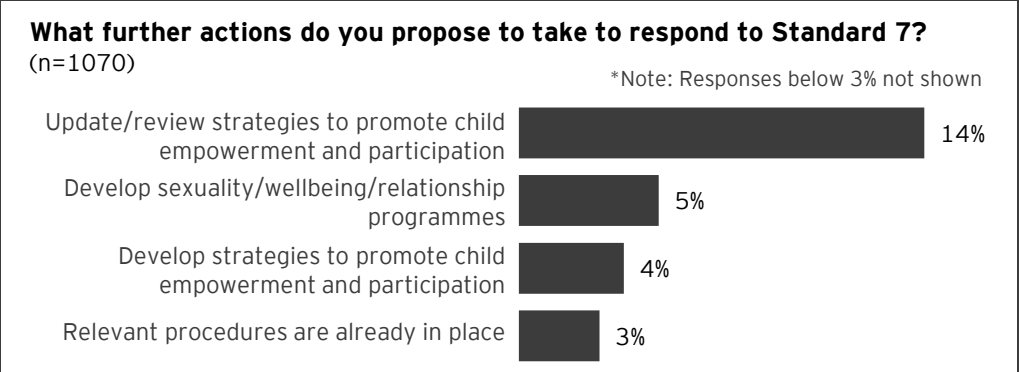 What further actions do you propose to take to respond to Standard 7?
(n=1070)
*Note: Responses below 3% not shown
Update/review strategies to promote child
empowerment and participation
14%
Develop sexuality/wellbeing/relationship
programmes
5%
Develop strategies to promote child
empowerment and participation
4%
Relevant procedures are already in place
3%